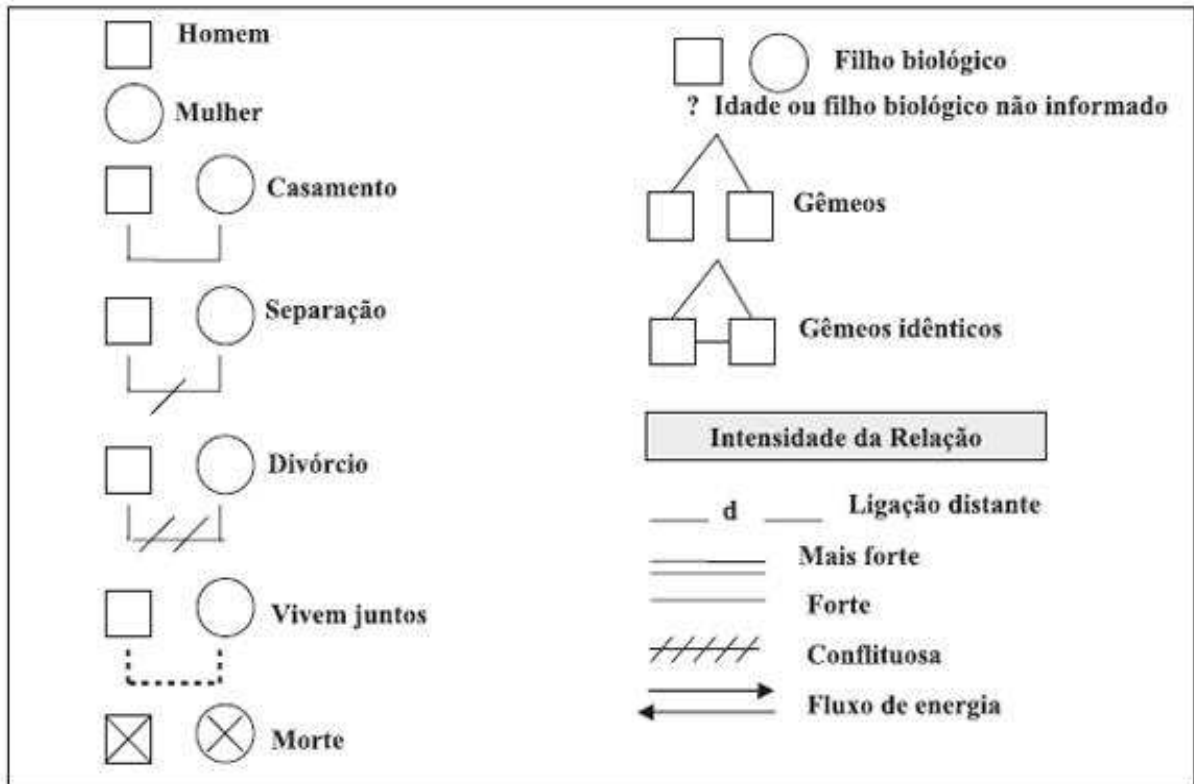 Homem
Mulher
Casamento
Separação
Divórcio
Vivem juntos
Morte
Filho biológico
? Idade ou filho biológico não informado
Gêmeos
Gêmeos idênticos
Intensidade da Relação
d Ligação distante
Mais forte
Forte
Conflituosa
Fluxo de energia